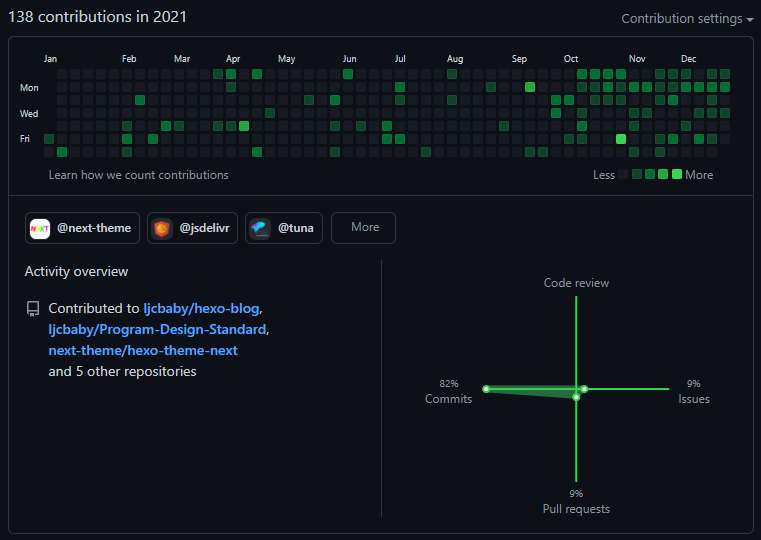 138 contributions in 2021
Contribution settings
Jan Feb Mar Apr May Jun Jul Aug Sep Oct Nov Dec
Mon
Wed
Fri
Learn how we count contributions
Less More
NEXT @next-theme @jsdelivr @tuna More
Activity overview
Contributed to ljcbaby/hexo-blog,
ljcbaby/Program-Design-Standard,
next-theme/hexo-theme-next
and 5 other repositories
Code review
82%
Commits
9%
Issues
9%
Pull requests